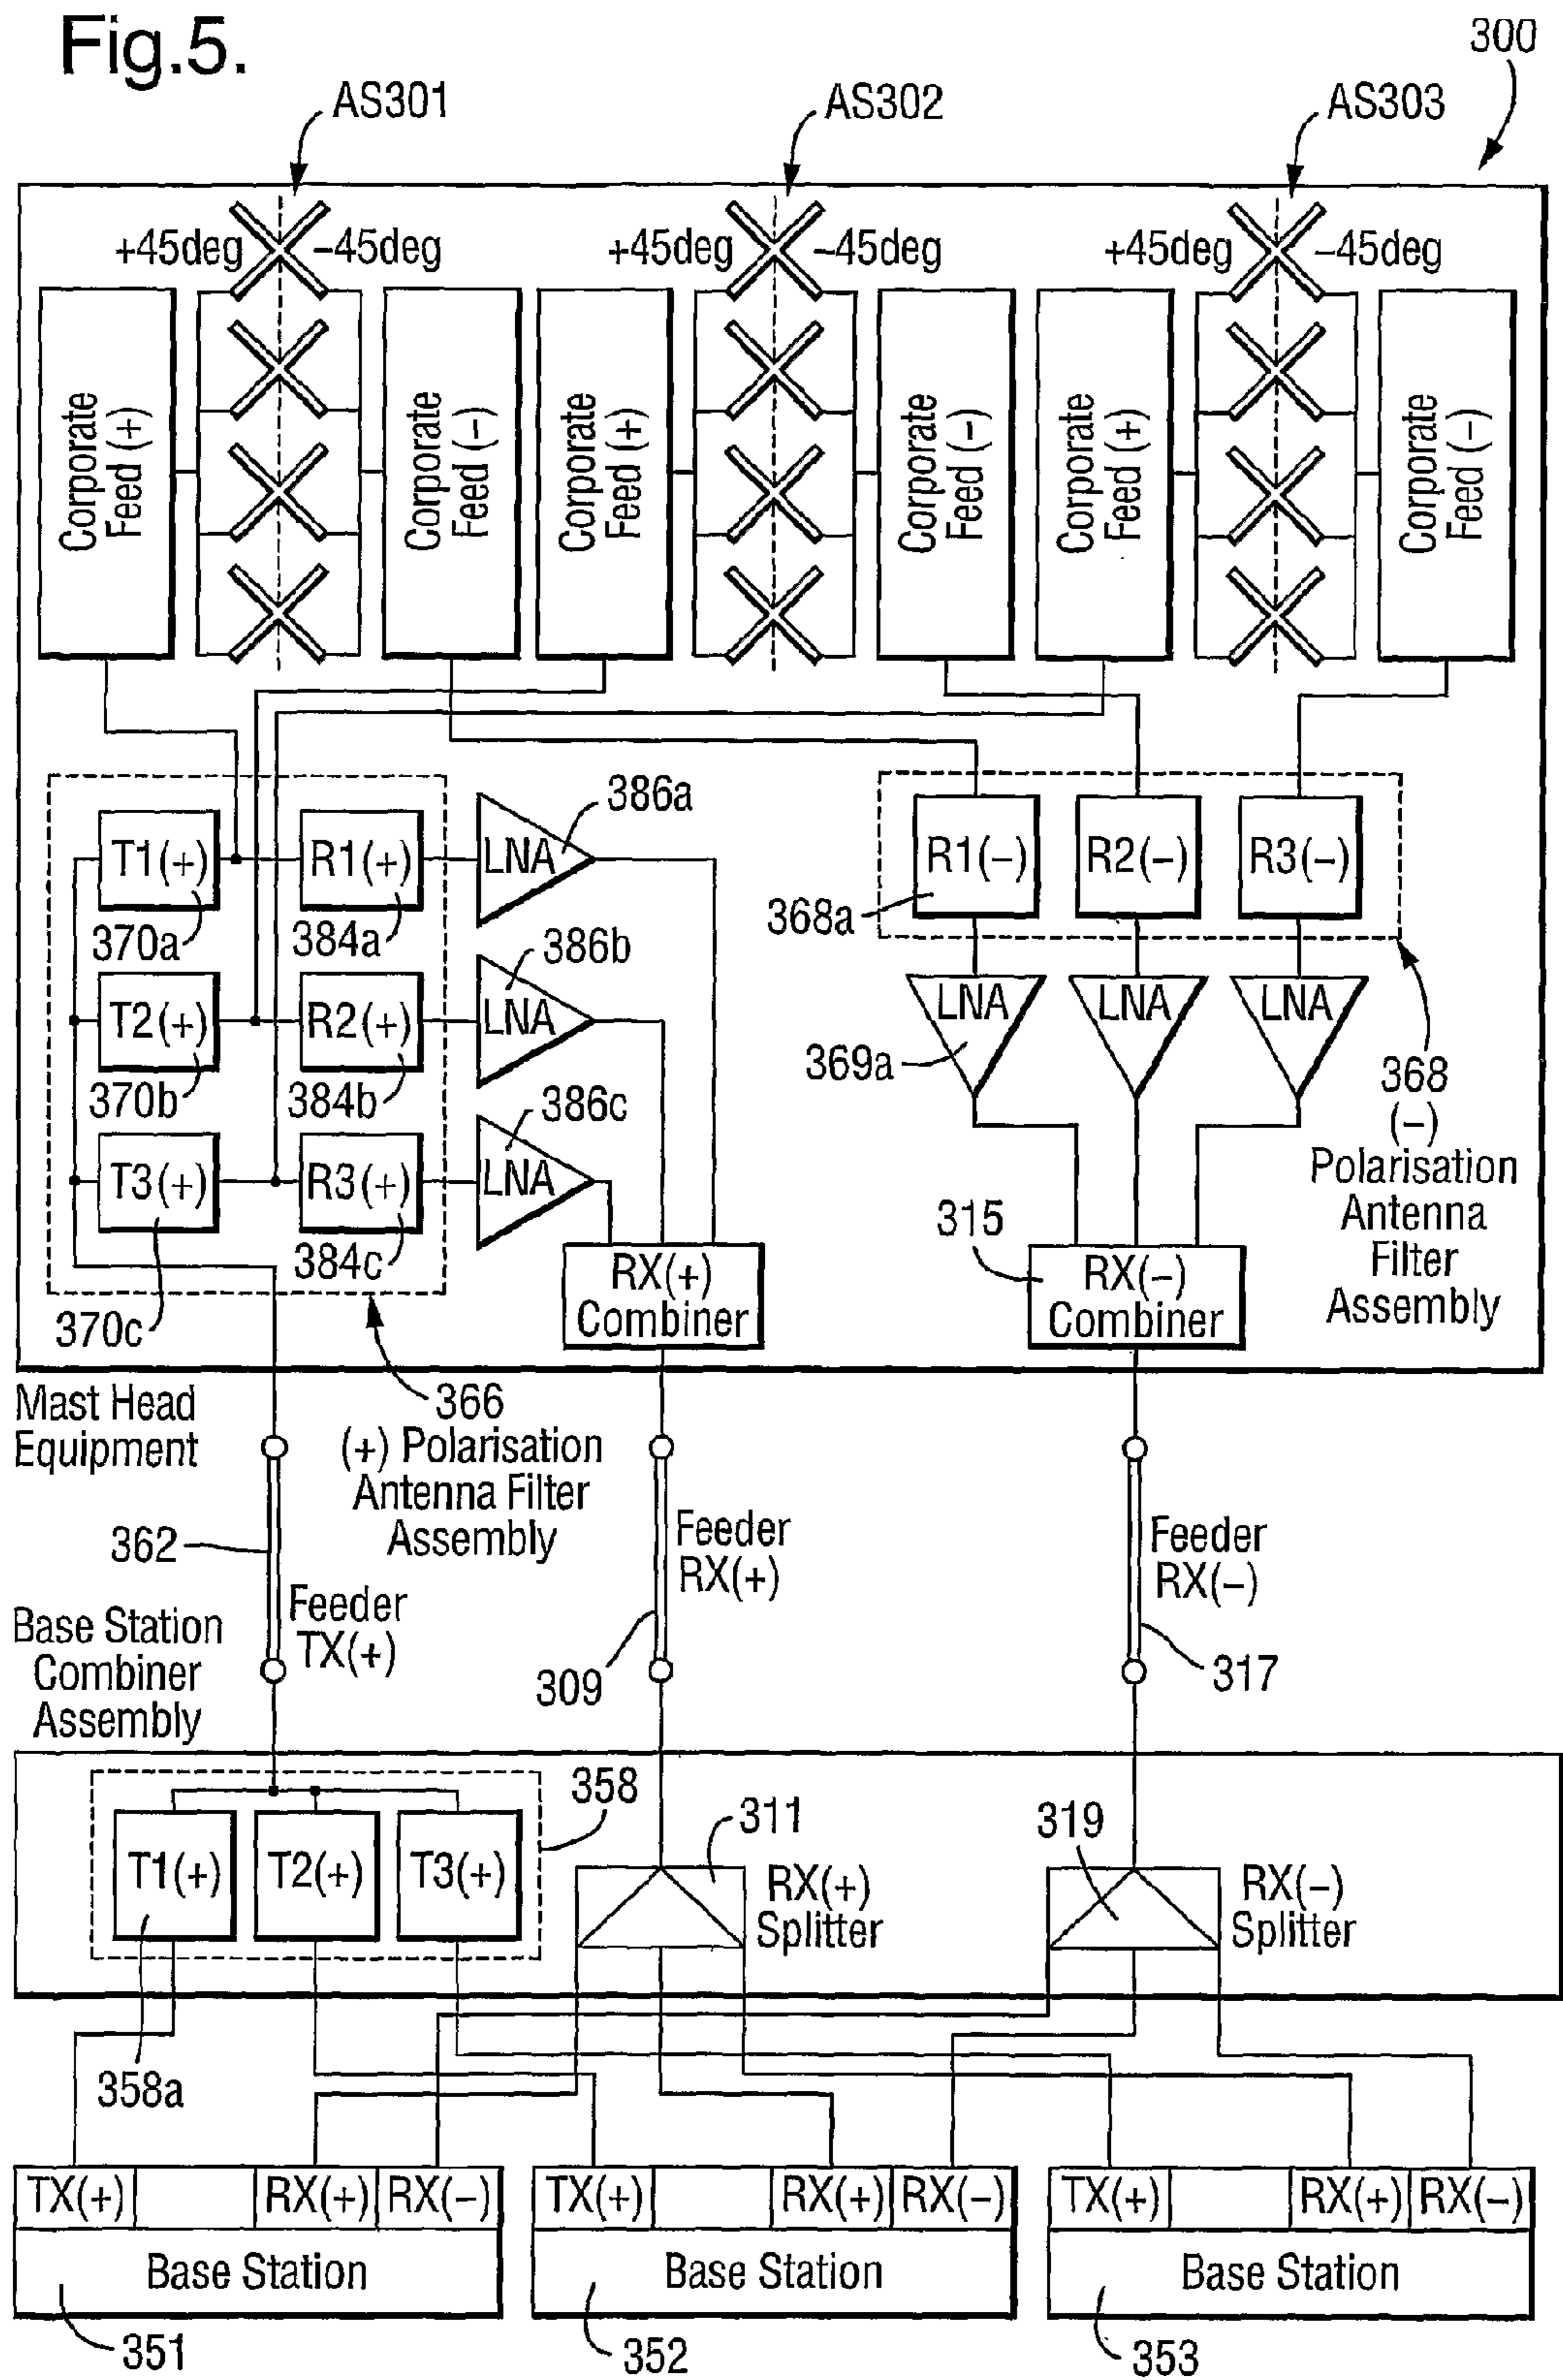 Fig.5.
300
AS301
AS302
AS303
+45deg
-45deg
+45deg
-45deg
+45deg
-45deg
Corporate
Feed (+)
Corporate
Feed (-)
Corporate
Feed (+)
Corporate
Feed (-)
Corporate
Feed (+)
Corporate
Feed (-)
T1(+)
R1(+)
LNA
386a
370a
384a
T2(+)
R2(+)
LNA
386b
370b
384b
T3(+)
R3(+)
LNA
386c
370c
384c
RX(+)
Combiner
R1(-)
R2(-)
R3(-)
368a
LNA
LNA
LNA
369a
368
(-)
Polarisation
Antenna
Filter
Assembly
315
RX(-)
Combiner
Mast Head
Equipment
366
(+) Polarisation
Antenna Filter
Assembly
362
Feeder
TX(+)
Feeder
RX(+)
309
Feeder
RX(-)
317
Base Station
Combiner
Assembly
358
T1(+)
T2(+)
T3(+)
311
RX(+)
Splitter
319
RX(-)
Splitter
358a
TX(+)
RX(+)
RX(-)
TX(+)
RX(+)
RX(-)
TX(+)
RX(+)
RX(-)
Base Station
Base Station
Base Station
351
352
353